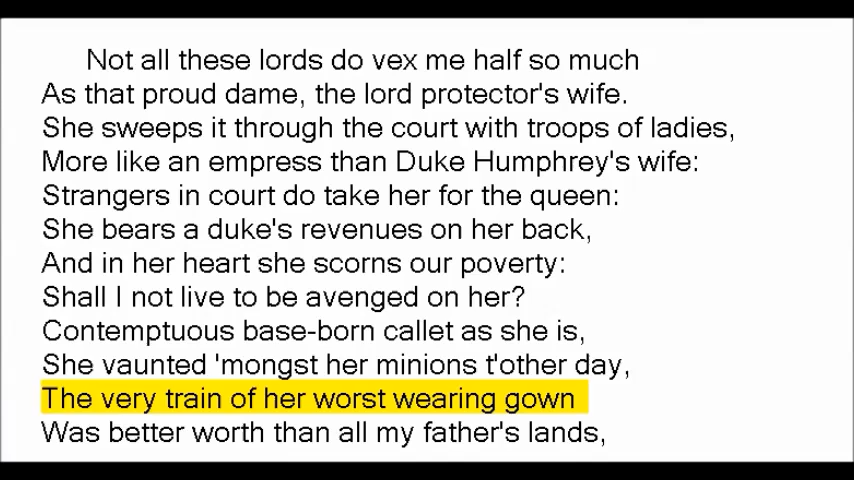 Not all these lords do vex me half so much
As that proud dame, the lord protector's wife.
She sweeps it through the court with troops of ladies,
More like an empress than Duke Humphrey's wife:
Strangers in court do take her for the queen:
She bears a duke's revenues on her back,
And in her heart she scorns our poverty:
Shall I not live to be avenged on her?
Contemptuous base-born callet as she is,
She vaunted 'mongst her minions t'other day,
The very train of her worst wearing gown
Was better worth than all my father's lands,